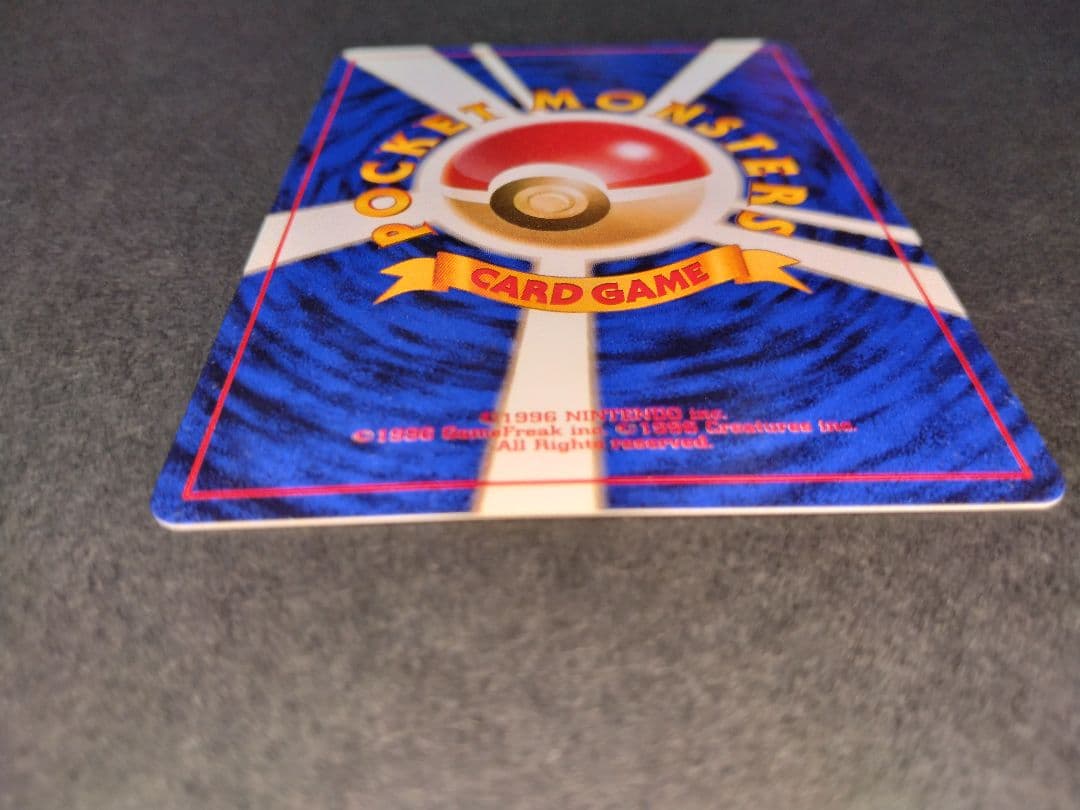 POCKET MONSTERS
CARD GAME
©1996 NINTENDO inc.
©1996 GameFreak inc. ©1996 Creatures inc.
All Rights reserved.